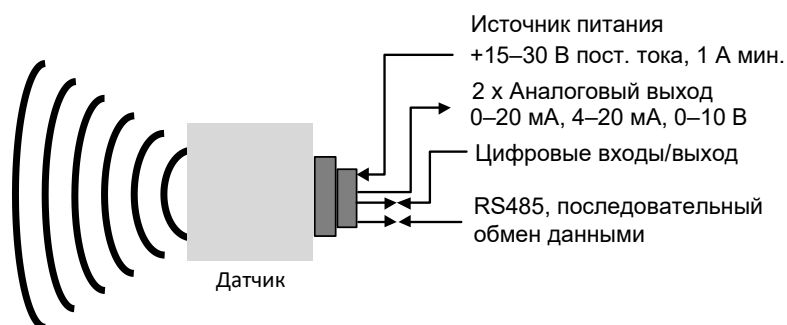 Источник питания
+15–30 В пост. тока, 1 А мин.
2 x Аналоговый выход
0–20 мА, 4–20 мА, 0–10 В
Цифровые входы/выход
RS485, последовательный
обмен данными
Датчик